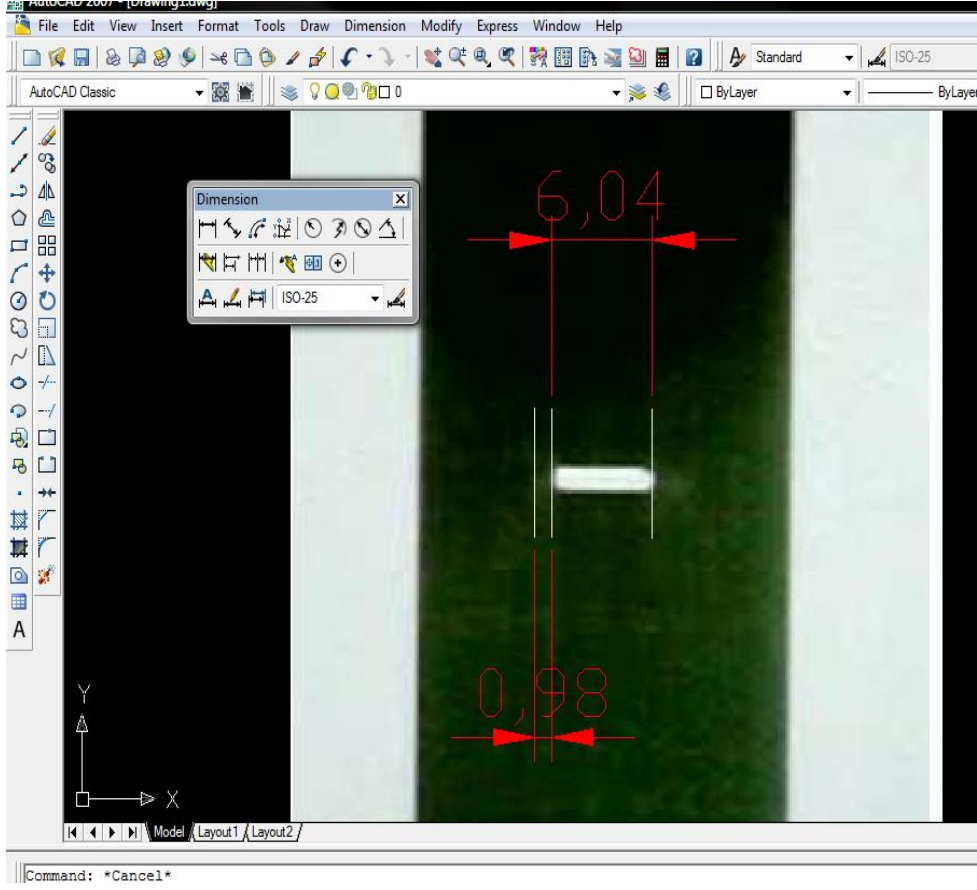 AutoCAD 2007 - [Drawing1.dwg]
File Edit View Insert Format Tools Draw Dimension Modify Express Window Help
Standard ISO-25
AutoCAD Classic 0 ByLayer ByLayer
6,04
Dimension
ISO-25
A
0,98
Y
X
Model Layout1 Layout2
Command: *Cancel*